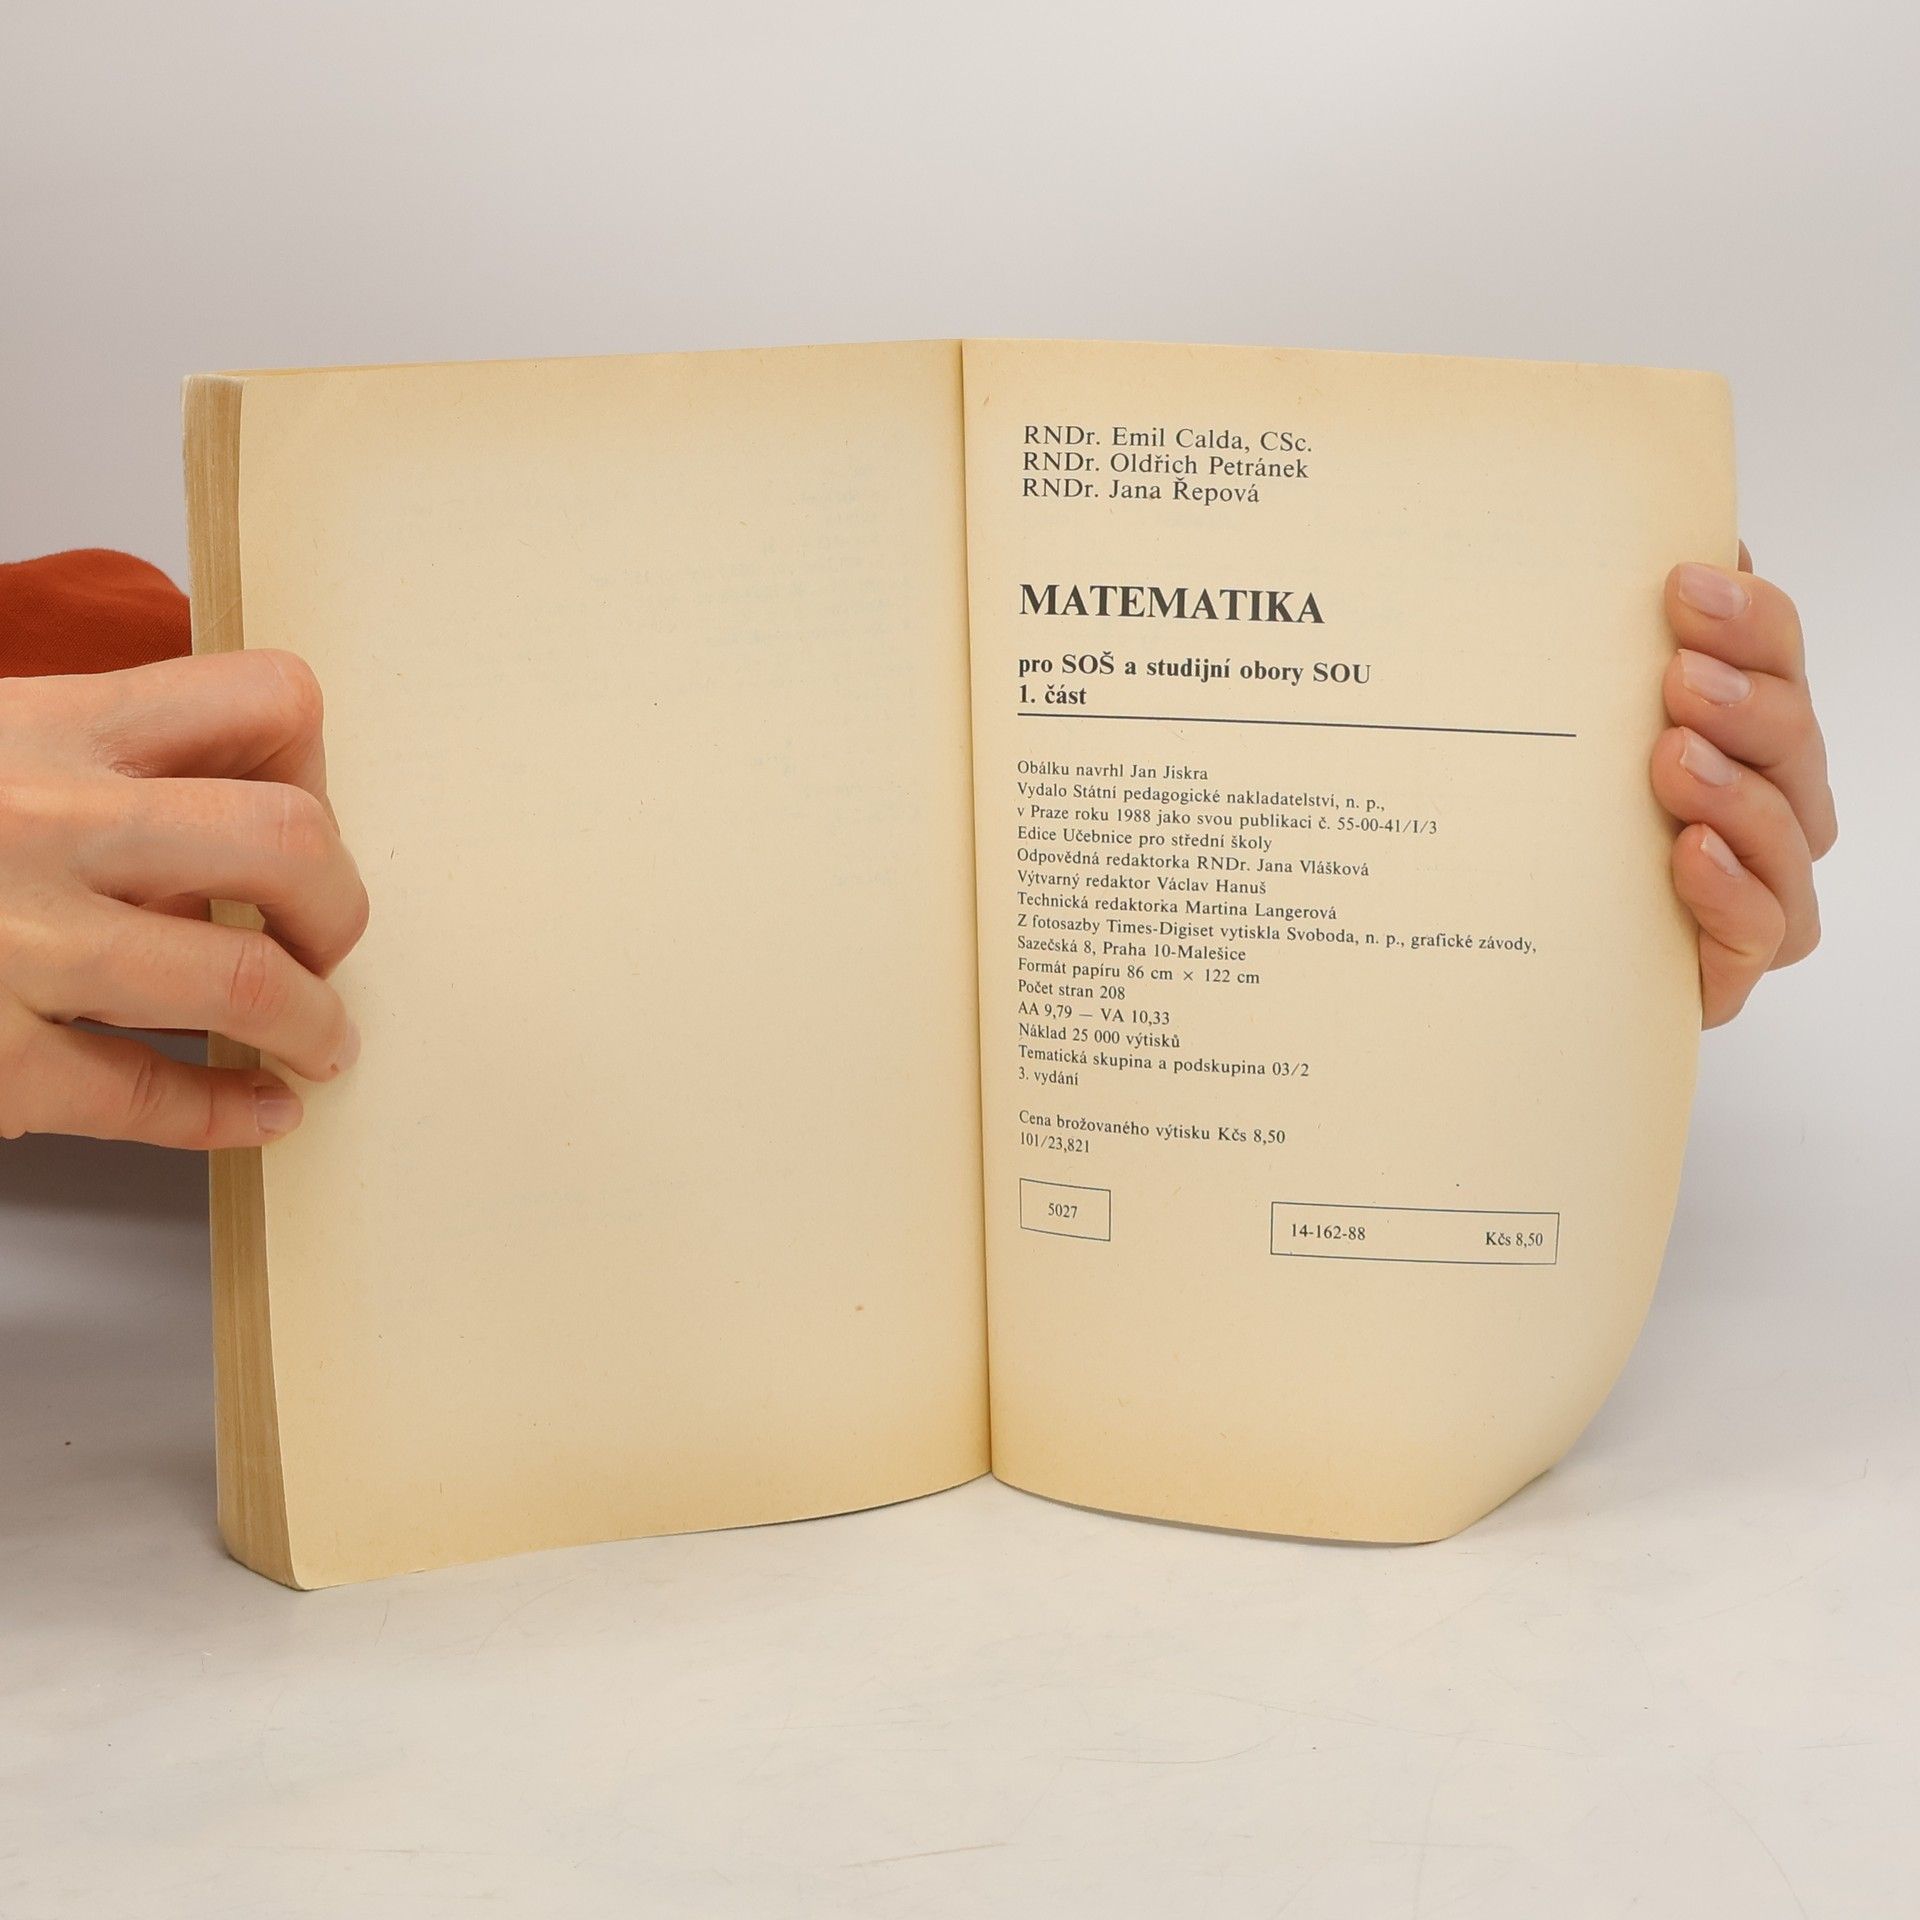 RNDr. Emil Calda, CSc.
RNDr. Oldřich Petránek
RNDr. Jana Řepová
MATEMATIKA
pro SOŠ a studijní obory SOU
1. část
Obálku navrhl Jan Jiskra
Vydalo Státní pedagogické nakladatelství, n. p.,
v Praze roku 1988 jako svou publikaci č. 55-00-41/I/3
Edice Učebnice pro střední školy
Odpovědná redaktorka RNDr. Jana Vlášková
Výtvarný redaktor Václav Hanuš
Technická redaktorka Martina Langerová
Z fotosazby Times-Digiset vytiskla Svoboda, n. p., grafické závody,
Sazečská 8, Praha 10-Malešice
Formát papíru 86 cm × 122 cm
Počet stran 208
AA 9,79 — VA 10,33
Náklad 25 000 výtisků
Tematická skupina a podskupina 03/2
3. vydání
Cena brožovaného výtisku Kčs 8,50
101/23,821
5027
14-162-88 Kčs 8,50